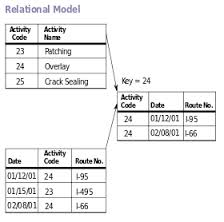 Relational Model
Activity Code Activity Name
23 Patching
24 Overlay
25 Crack Sealing
Key = 24
Activity Code Date Route No.
24 01/12/01 I-95
24 02/08/01 I-66
Date Activity Code Route No.
01/12/01 24 I-95
01/15/01 23 I-495
02/08/01 24 I-66